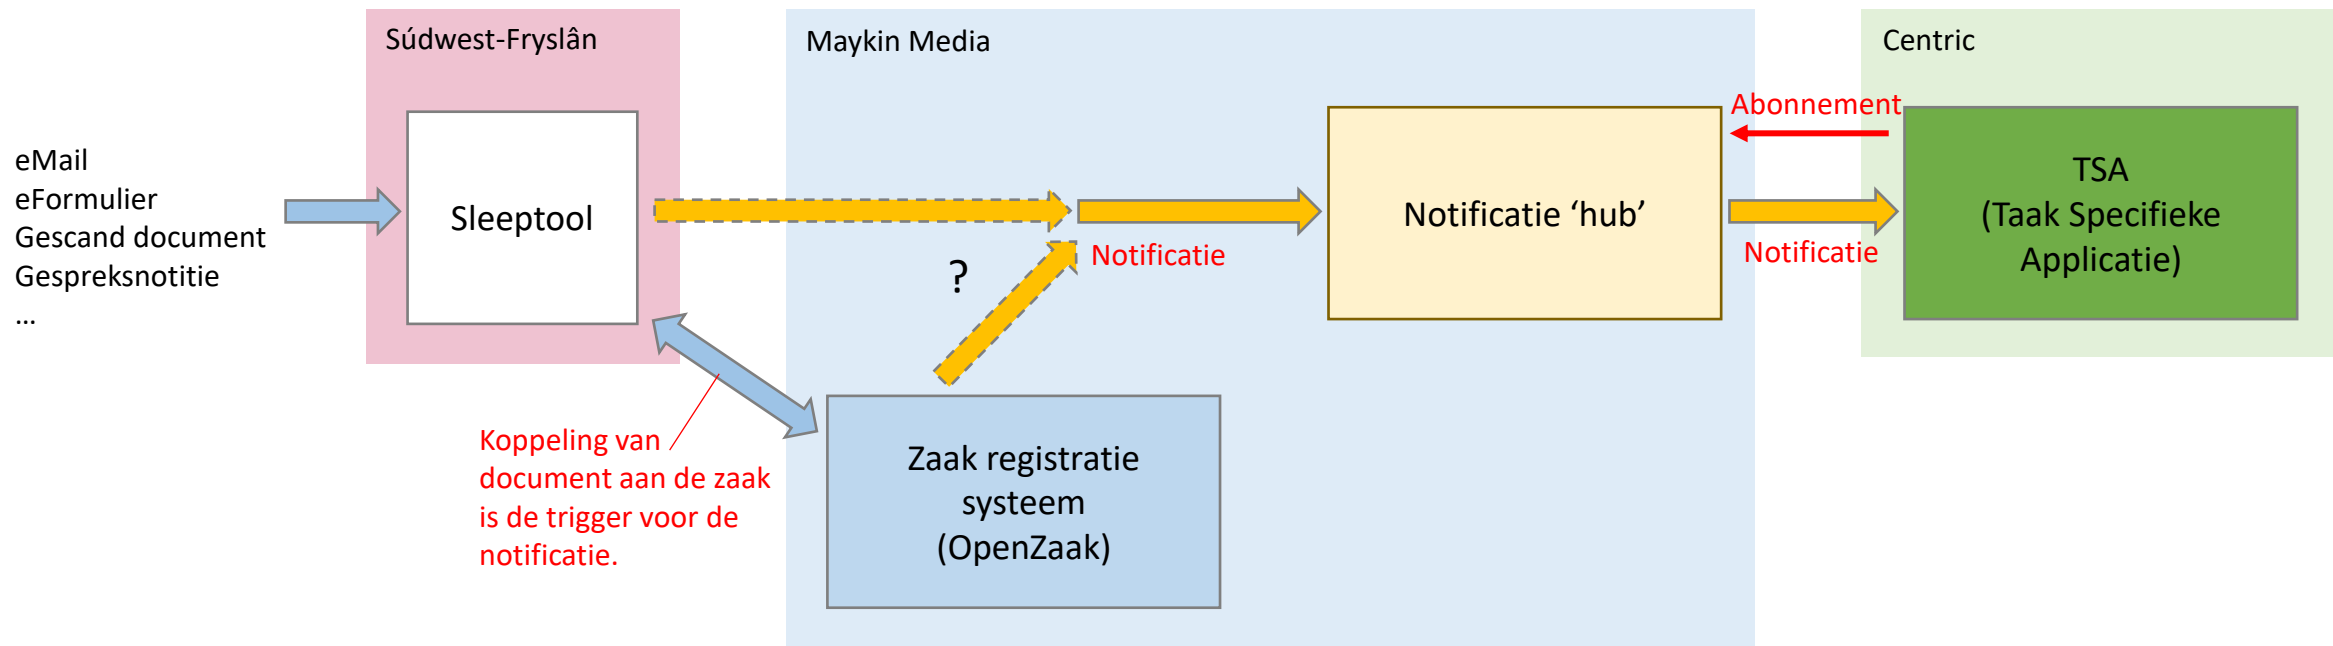 Súdwest-Fryslân
Maykin Media
Centric
eMail
eFormulier
Gescand document
Gespreksnotitie
...
Sleeptool
?
Notificatie
Notificatie ‘hub’
Abonnement
Notificatie
TSA
(Taak Specifieke
Applicatie)
Koppeling van
document aan de zaak
is de trigger voor de
notificatie.
Zaak registratie
systeem
(OpenZaak)